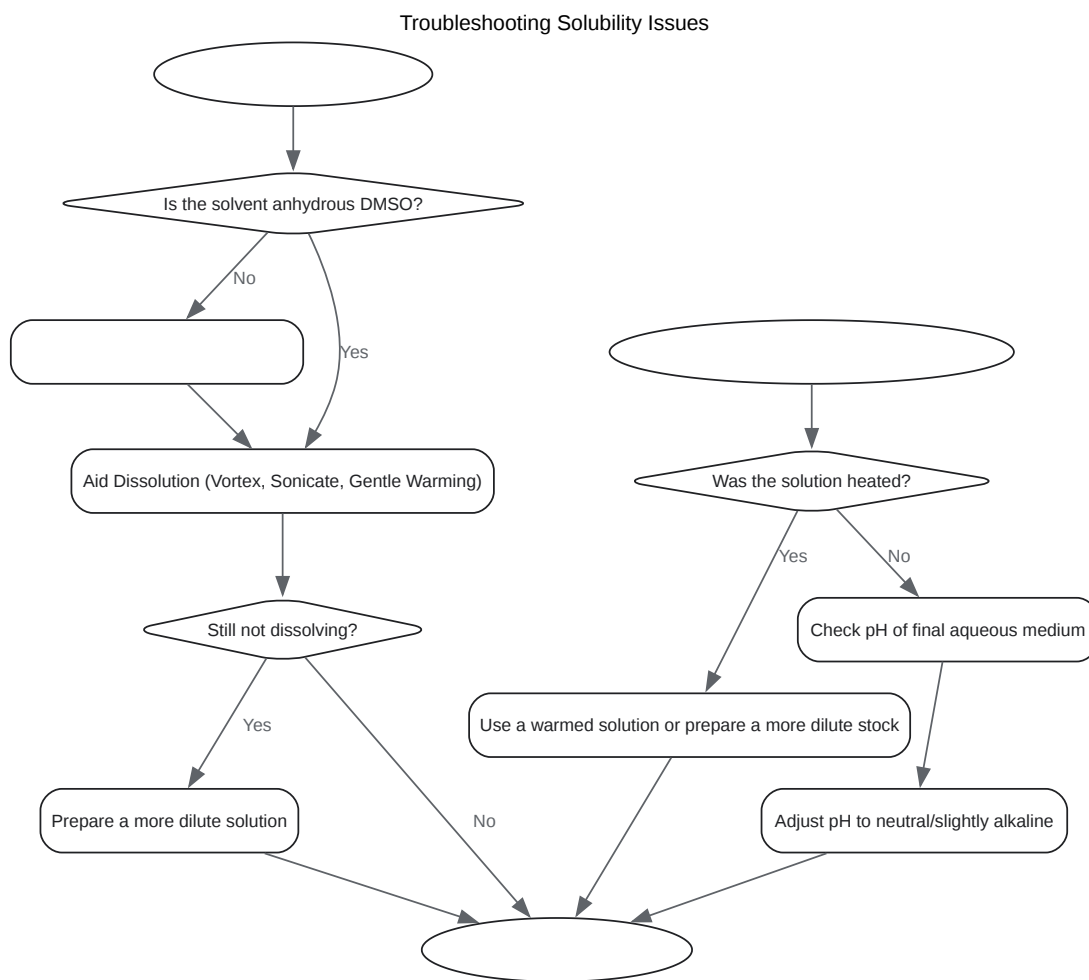 Troubleshooting Solubility Issues
Is the solvent anhydrous DMSO?
No
Yes
Aid Dissolution (Vortex, Sonicate, Gentle Warming)
Was the solution heated?
Yes
No
Still not dissolving?
Check pH of final aqueous medium
Use a warmed solution or prepare a more dilute stock
Yes
No
Prepare a more dilute solution
Adjust pH to neutral/slightly alkaline